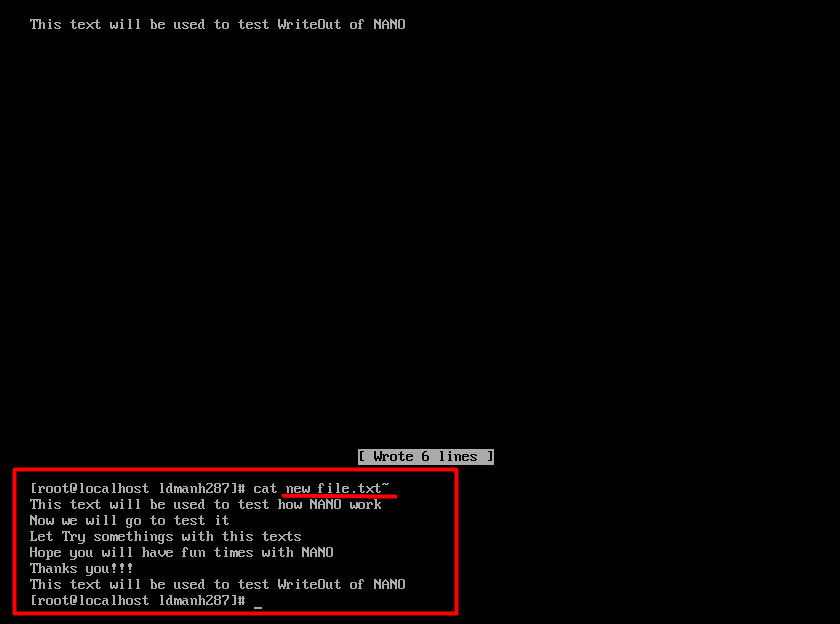 This text will be used to test WriteOut of NANO
[ Wrote 6 lines ]
[root@localhost ldmanh287]# cat new_file.txt~
This text will be used to test how NANO work
Now we will go to test it
Let Try somethings with this texts
Hope you will have fun times with NANO
Thanks you!!!
This text will be used to test WriteOut of NANO
[root@localhost ldmanh287]# _